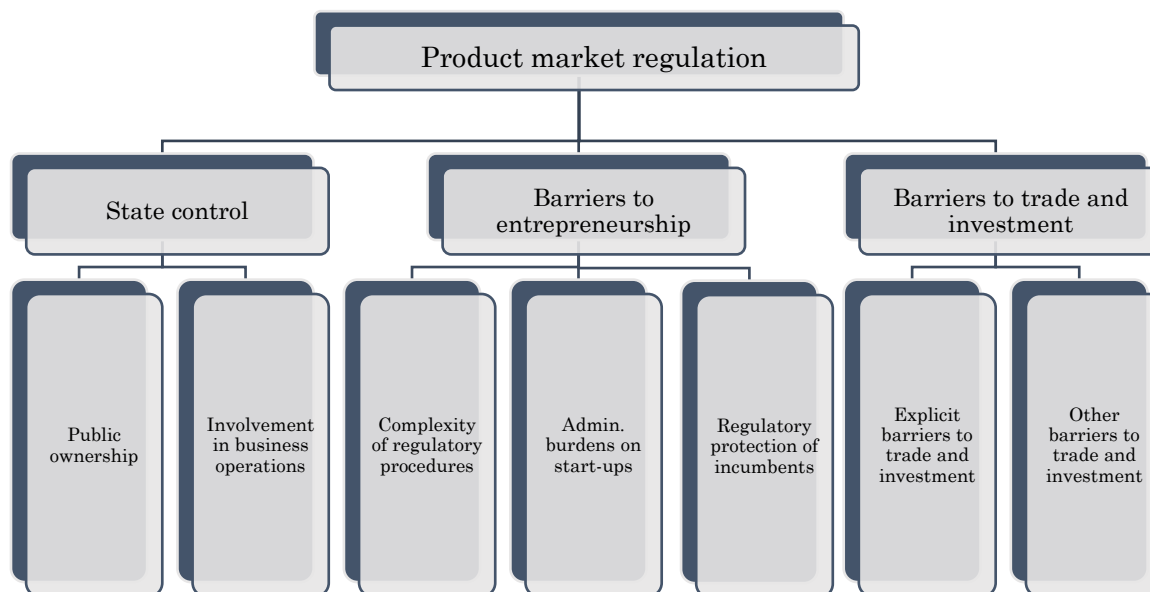 Product market regulation
State control
Barriers to
entrepreneurship
Barriers to trade and
investment
Public
ownership
Involvement
in business
operations
Complexity
of regulatory
procedures
Admin.
burdens on
start-ups
Regulatory
protection of
incumbents
Explicit
barriers to
trade and
investment
Other
barriers to
trade and
investment